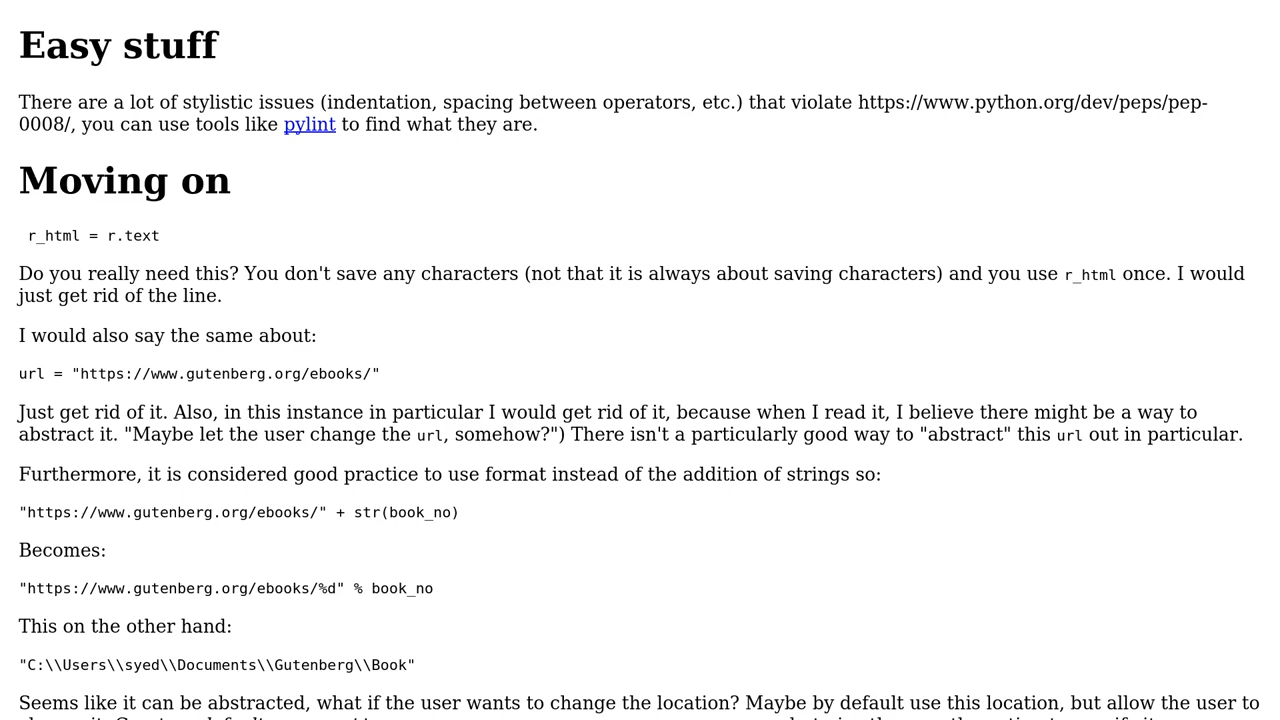 Easy stuff
There are a lot of stylistic issues (indentation, spacing between operators, etc.) that violate https://www.python.org/dev/peps/pep-
0008/, you can use tools like pylint to find what they are.
Moving on
r_html = r.text
Do you really need this? You don't save any characters (not that it is always about saving characters) and you use r_html once. I would
just get rid of the line.
I would also say the same about:
url = "https://www.gutenberg.org/ebooks/"
Just get rid of it. Also, in this instance in particular I would get rid of it, because when I read it, I believe there might be a way to
abstract it. "Maybe let the user change the url, somehow?") There isn't a particularly good way to "abstract" this url out in particular.
Furthermore, it is considered good practice to use format instead of the addition of strings so:
"https://www.gutenberg.org/ebooks/" + str(book_no)
Becomes:
"https://www.gutenberg.org/ebooks/%d" % book_no
This on the other hand:
"C:\\Users\\syed\\Documents\\Gutenberg\\Book"
Seems like it can be abstracted, what if the user wants to change the location? Maybe by default use this location, but allow the user to